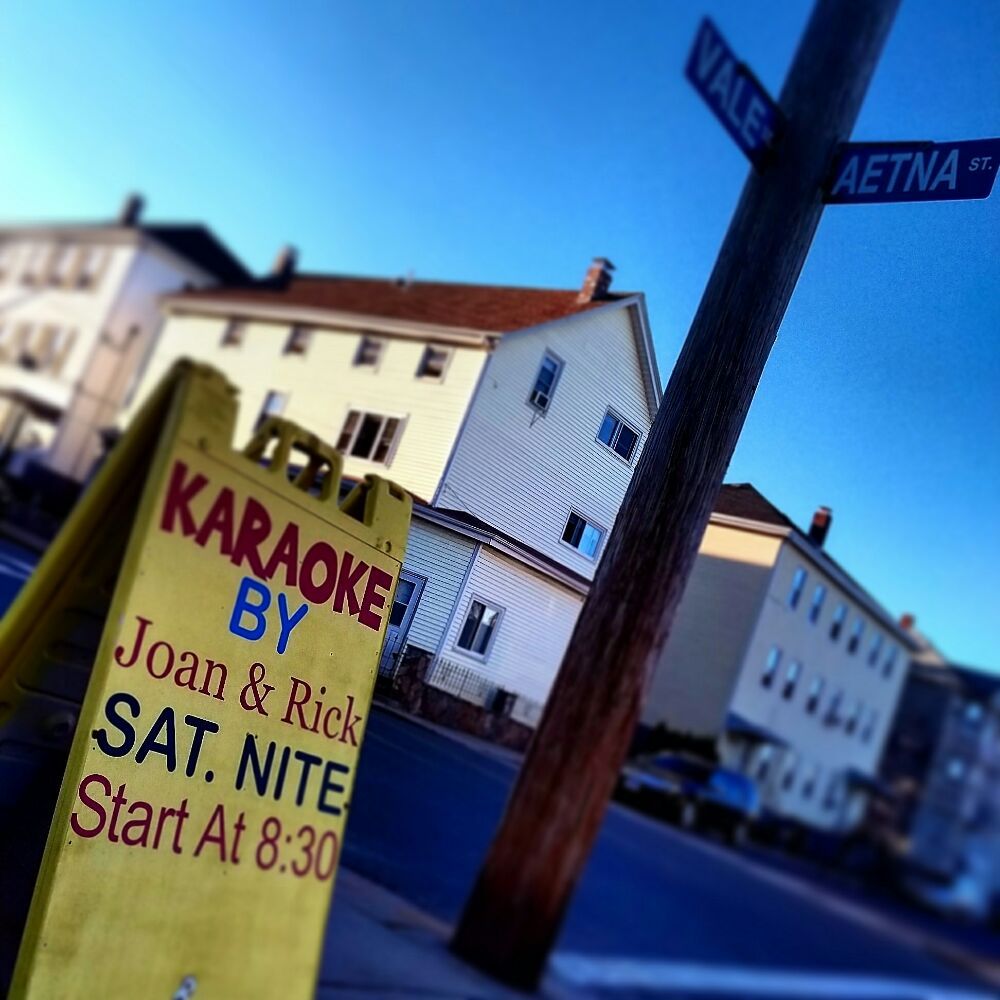 VALE
AETNA ST.
KARAOKE
BY
Joan & Rick
SAT. NITE
Start At 8:30